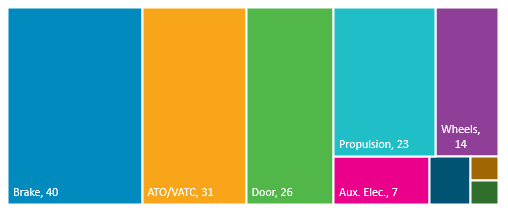 Brake, 40
ATO/VATC, 31
Door, 26
Propulsion, 23
Wheels,
14
Aux. Elec., 7